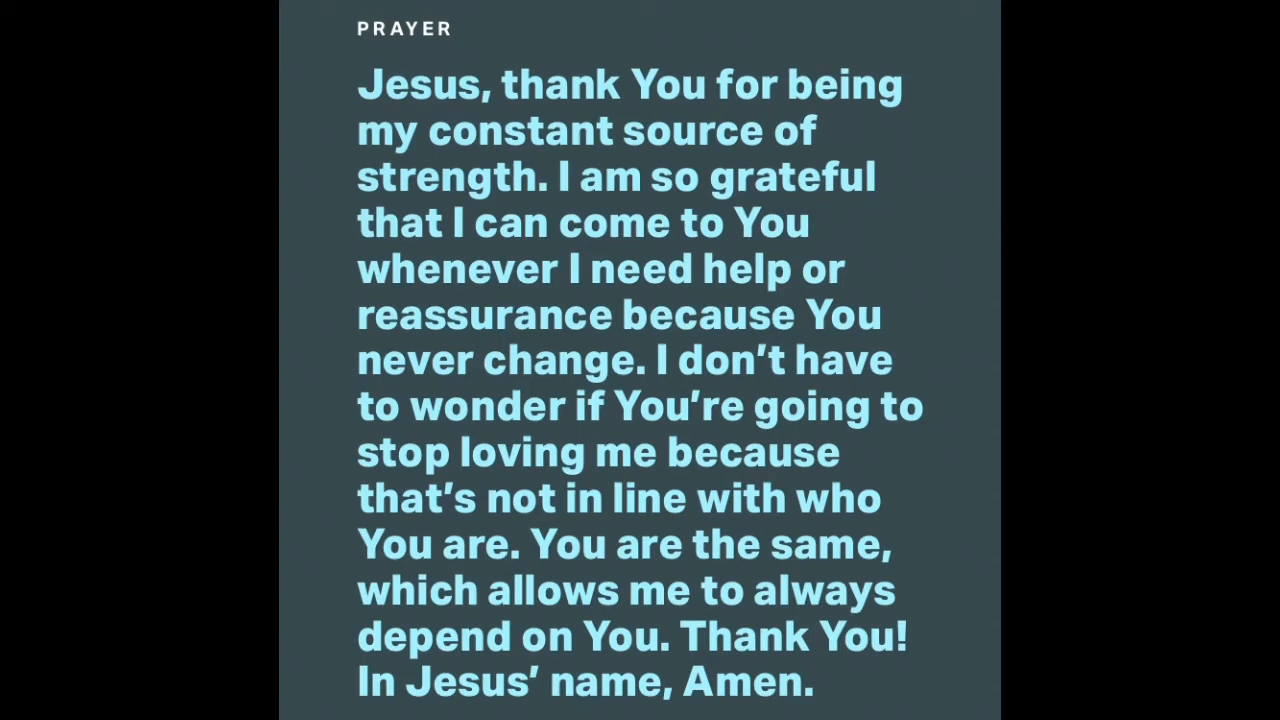 PRAYER
Jesus, thank You for being
my constant source of
strength. I am so grateful
that I can come to You
whenever I need help or
reassurance because You
never change. I don’t have
to wonder if You’re going to
stop loving me because
that’s not in line with who
You are. You are the same,
which allows me to always
depend on You. Thank You!
In Jesus’ name, Amen.